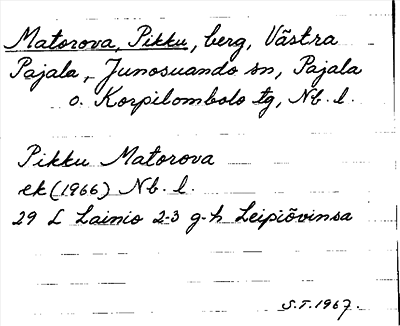 Matorova, Pikku, berg, Västra
Pajala, Junosuando sn, Pajala
o. Korpilombolo tg, Nb. l.
Pikku Matorova
ek (1966) Nb. l.
29 L Lainio 2-3 g-h Leipiövinsa
S.T. 1967.